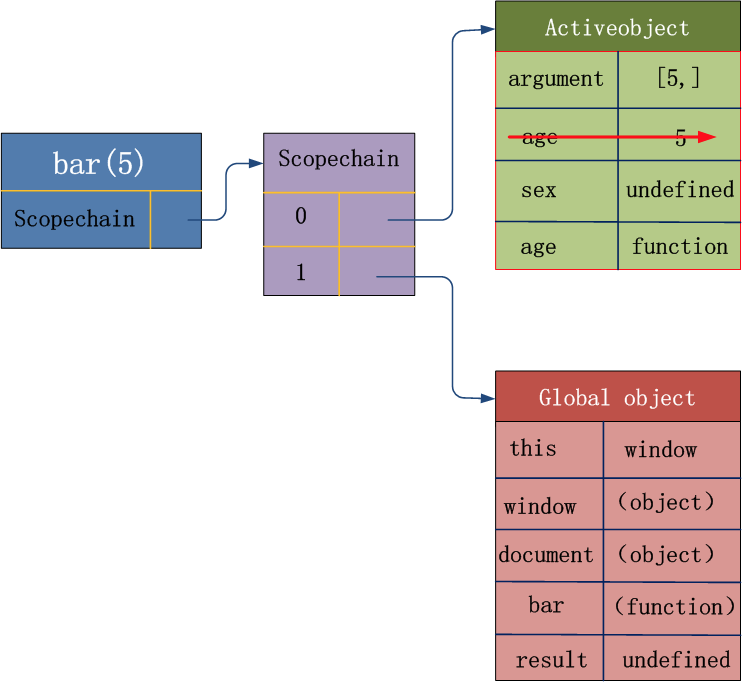 bar(5)
Scopechain
Scopechain
0
1
Activeobject
argument [5,]
age 5
sex undefined
age function
Global object
this window
window (object)
document (object)
bar (function)
result undefined